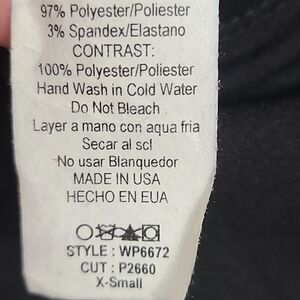 97% Polyester/Poliester
3% Spandex/Elastano
CONTRAST:
100% Polyester/Poliester
Hand Wash in Cold Water
Do Not Bleach
Layer a mano con aqua fria
Secar al scl
No usar Blanquedor
MADE IN USA
HECHO EN EUA
STYLE : WP6672
CUT : P2660
X-Small